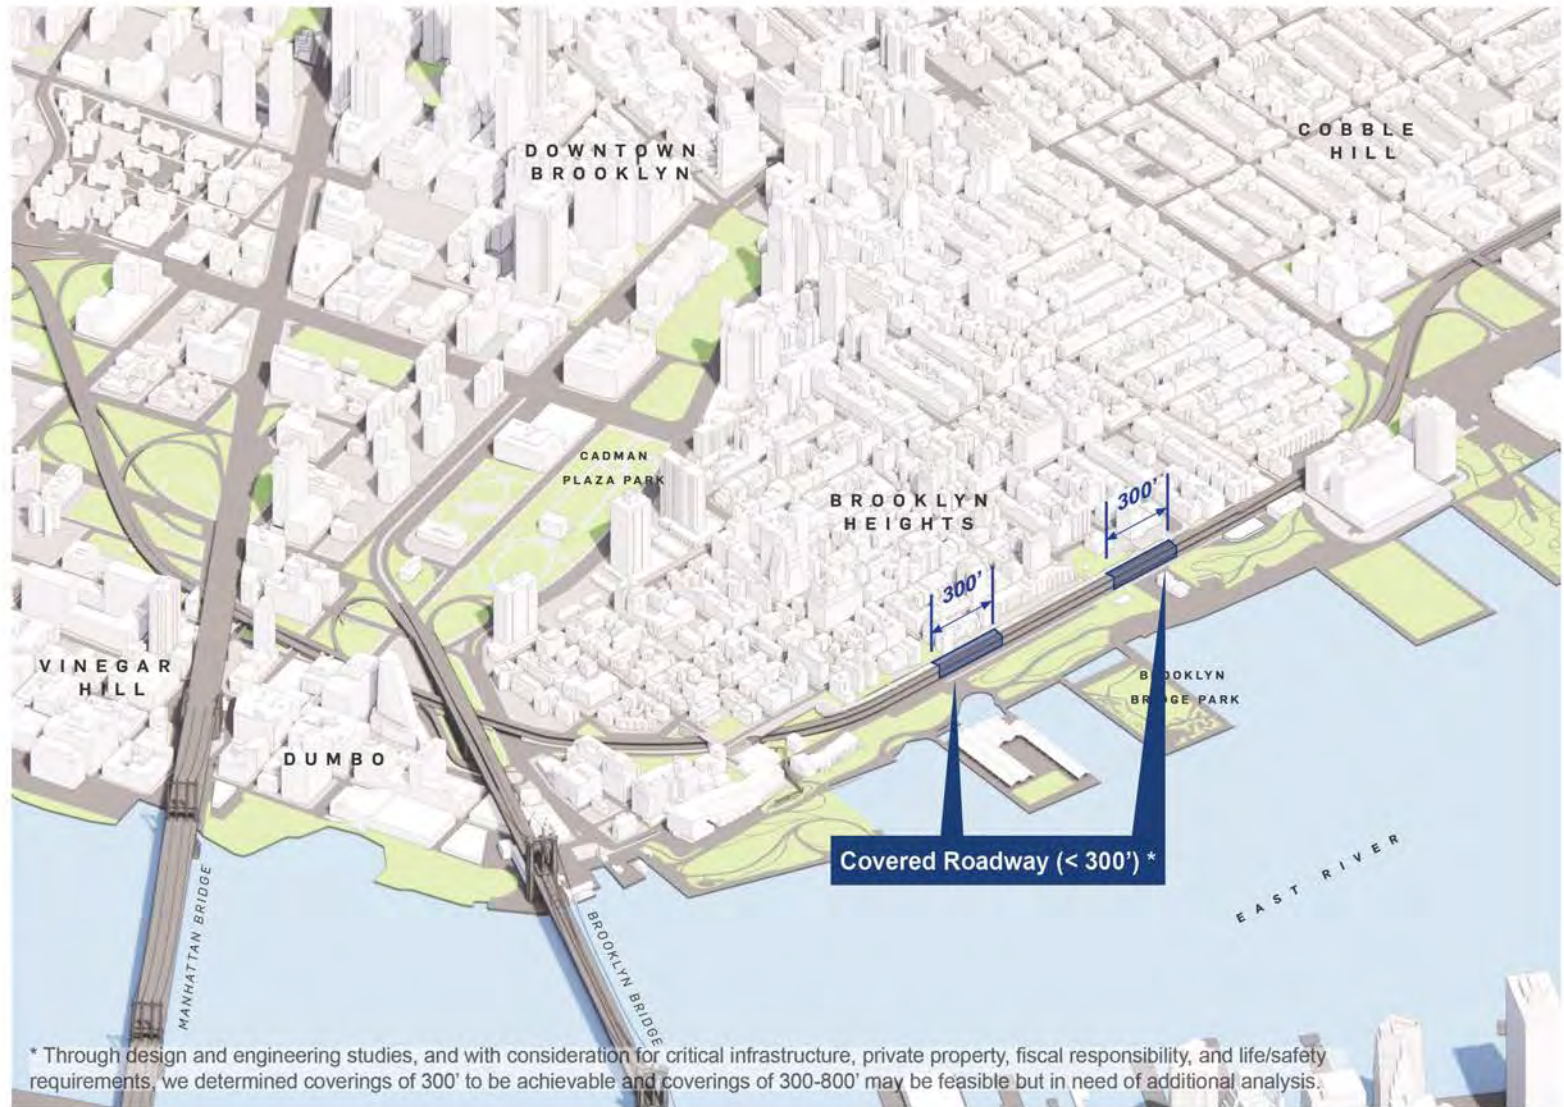 DOWNTOWN
BROOKLYN
COBBLE
HILL
CADMAN
PLAZA PARK
BROOKLYN
HEIGHTS
300'
300'
VINEGAR
HILL
BROOKLYN
BRIDGE PARK
DUMBO
Covered Roadway (< 300') *
EAST RIVER
MANHATTAN BRIDGE
BROOKLYN BRIDGE
* Through design and engineering studies, and with consideration for critical infrastructure, private property, fiscal responsibility, and life/safety
requirements, we determined coverings of 300' to be achievable and coverings of 300-800' may be feasible but in need of additional analysis.